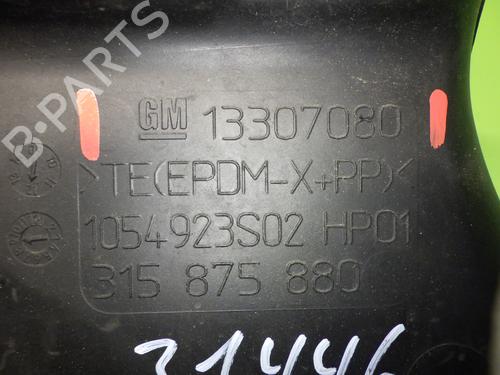 B-PARTS
GM 13307080
>TE(EPDM-X+PP)<
1054923S02 HP01
315 875 880
31446